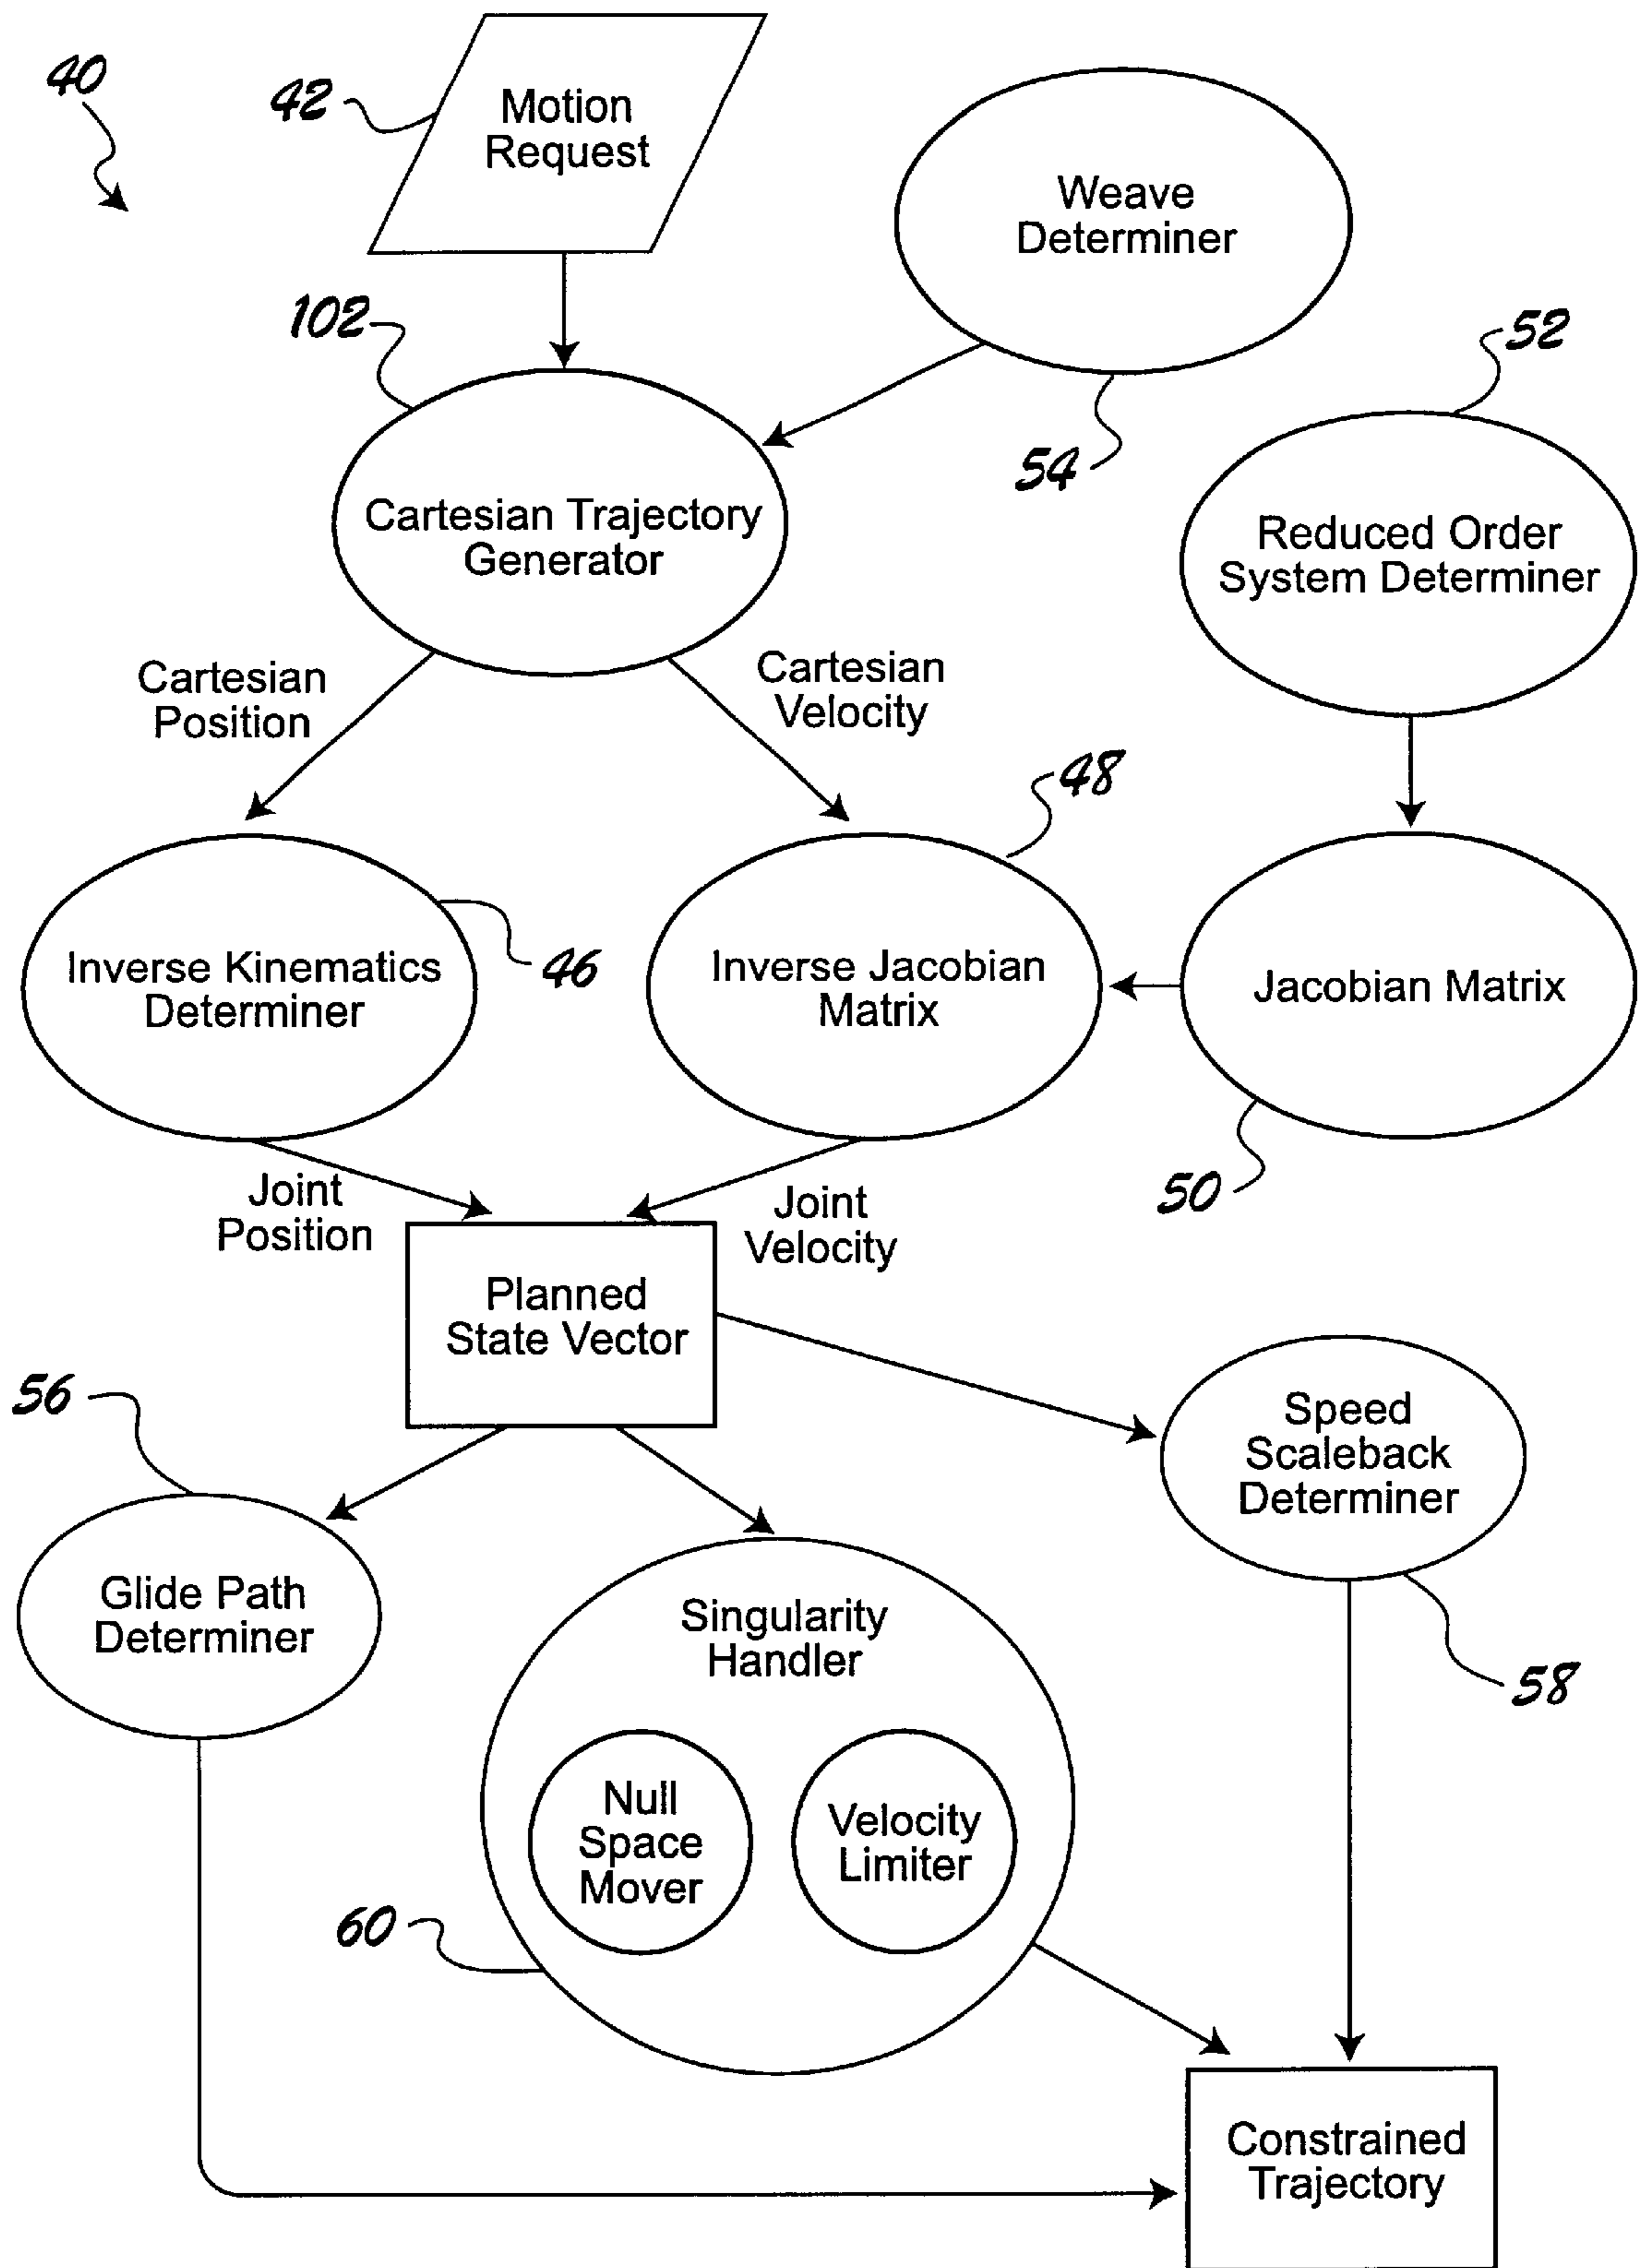 40
42
Motion
Request
Weave
Determiner
102
52
54
Cartesian Trajectory
Generator
Reduced Order
System Determiner
Cartesian
Position
Cartesian
Velocity
48
Inverse Kinematics
Determiner
46
Inverse Jacobian
Matrix
Jacobian Matrix
50
Joint
Position
Joint
Velocity
Planned
State Vector
56
Speed
Scaleback
Determiner
58
Glide Path
Determiner
Singularity
Handler
Null
Space
Mover
Velocity
Limiter
60
Constrained
Trajectory